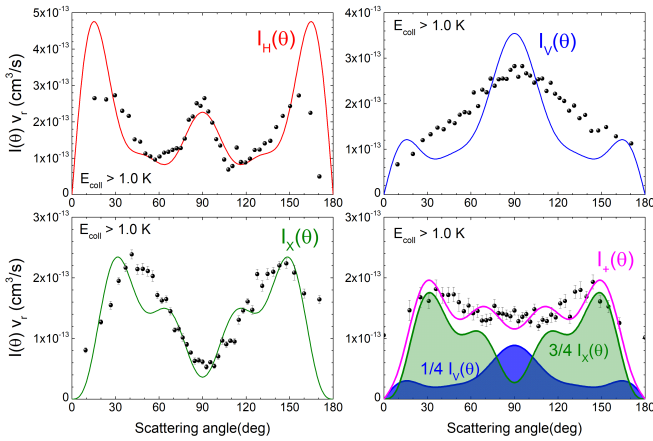 5x10⁻¹³
4x10⁻¹³
3x10⁻¹³
2x10⁻¹³
1x10⁻¹³
0
I(θ) vᵣ (cm³/s)
I_H(θ)
E_coll > 1.0 K
4x10⁻¹³
3x10⁻¹³
2x10⁻¹³
1x10⁻¹³
0
E_coll > 1.0 K
I_V(θ)
3x10⁻¹³
2x10⁻¹³
1x10⁻¹³
0
I(θ) vᵣ (cm³/s)
E_coll > 1.0 K
I_X(θ)
0 30 60 90 120 150 180
Scattering angle(deg)
3x10⁻¹³
2x10⁻¹³
1x10⁻¹³
0
E_coll > 1.0 K
I₊(θ)
3/4 I_X(θ)
1/4 I_V(θ)
0 30 60 90 120 150 180
Scattering angle(deg)